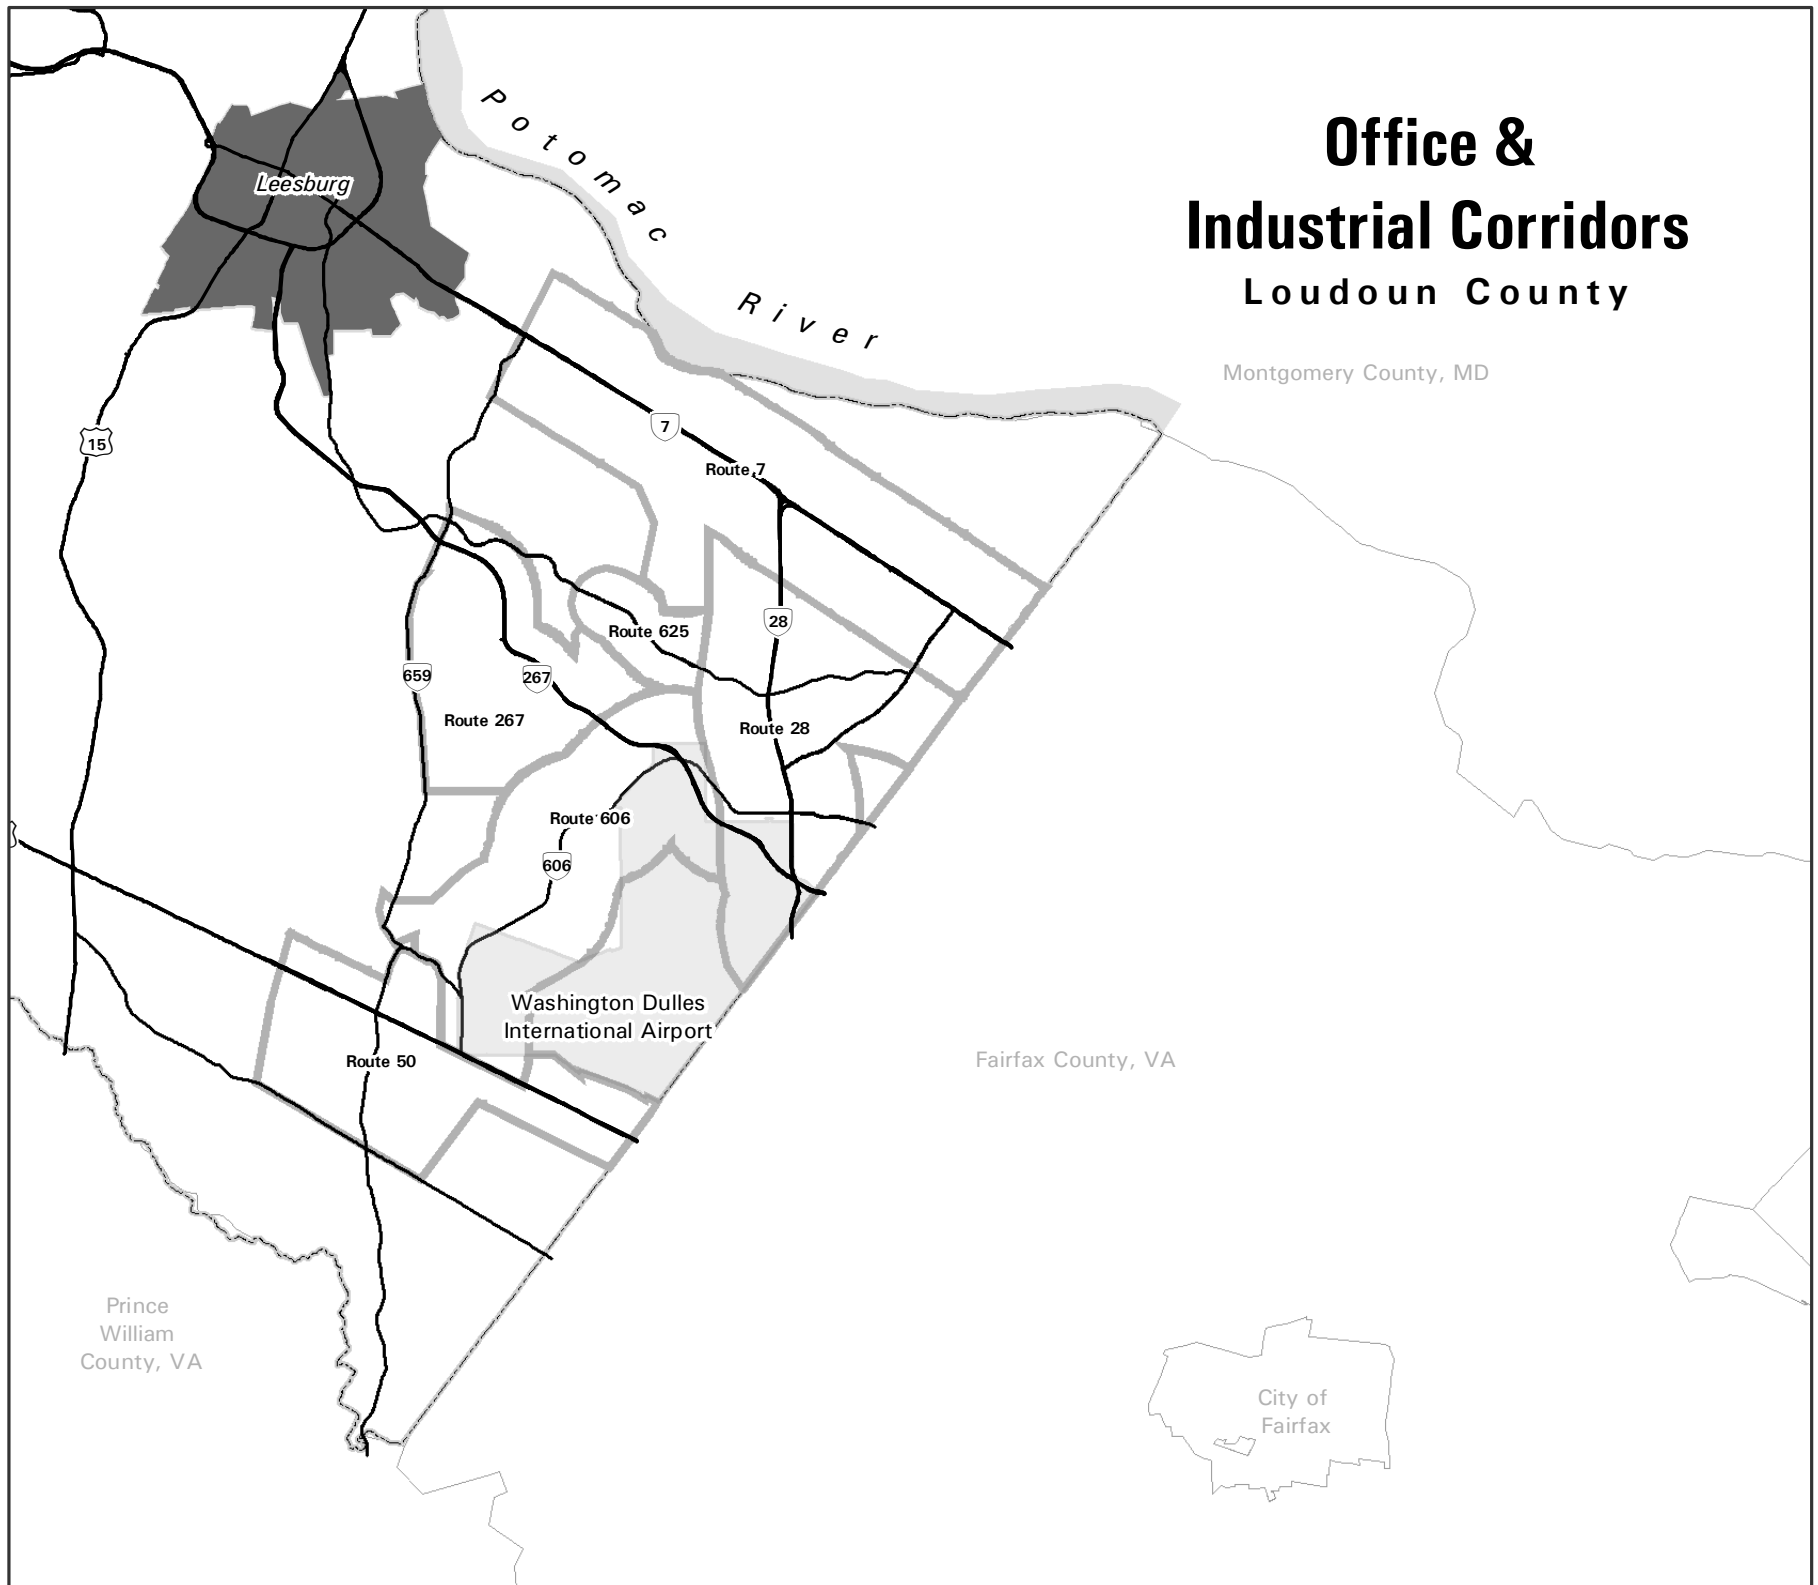 Office &
Industrial Corridors
Loudoun County
Potomac
River
Leesburg
Montgomery County, MD
15
7
Route 7
28
Route 625
659
267
Route 267
Route 28
Route 606
606
Washington Dulles
International Airport
Route 50
Fairfax County, VA
Prince
William
County, VA
City of
Fairfax